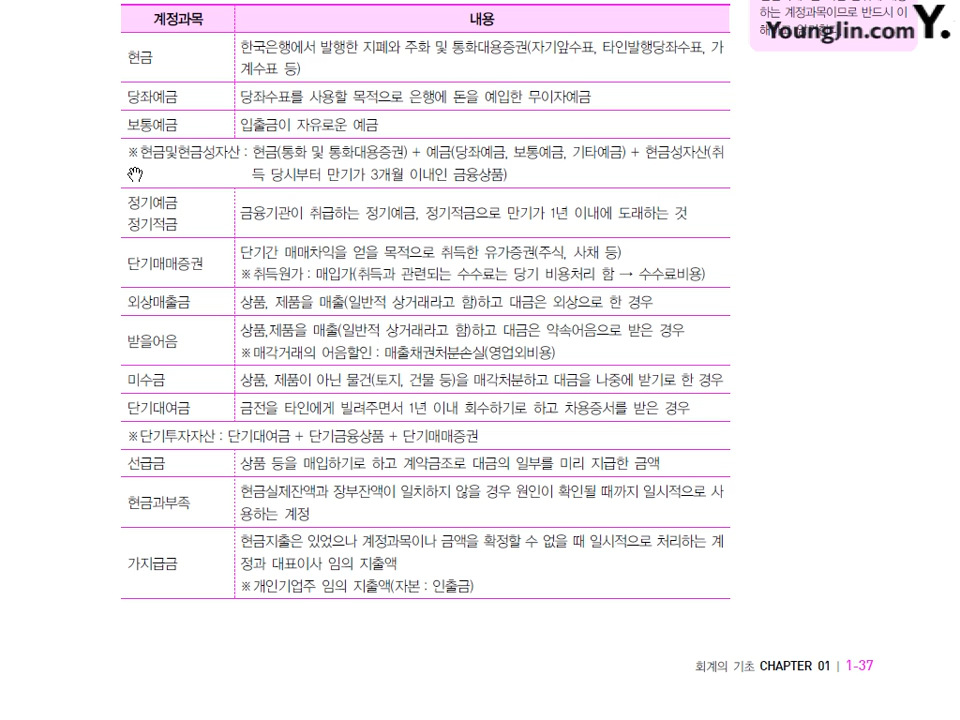 하는 계정과목이므로 반드시 이
Younglin.com Y.
계정과목 내용
현금 한국은행에서 발행한 지폐와 주화 및 통화대용증권(자기앞수표, 타인발행당좌수표, 가
계수표 등)
당좌예금 당좌수표를 사용할 목적으로 은행에 돈을 예입한 무이자예금
보통예금 입출금이 자유로운 예금
※현금및현금성자산 : 현금(통화 및 통화대용증권) + 예금(당좌예금, 보통예금, 기타예금) + 현금성자산(취
득 당시부터 만기가 3개월 이내인 금융상품)
정기예금
정기적금
금융기관이 취급하는 정기예금, 정기적금으로 만기가 1년 이내에 도래하는 것
단기매매증권 단기간 매매차익을 얻을 목적으로 취득한 유가증권(주식, 사채 등)
※취득원가 : 매입가(취득과 관련되는 수수료는 당기 비용처리 함 → 수수료비용)
외상매출금 상품, 제품을 매출(일반적 상거래라고 함)하고 대금은 외상으로 한 경우
받을어음 상품,제품을 매출(일반적 상거래라고 함)하고 대금은 약속어음으로 받은 경우
※매각거래의 어음할인 : 매출채권처분손실(영업외비용)
미수금 상품, 제품이 아닌 물건(토지, 건물 등)을 매각처분하고 대금을 나중에 받기로 한 경우
단기대여금 금전을 타인에게 빌려주면서 1년 이내 회수하기로 하고 차용증서를 받은 경우
※단기투자자산 : 단기대여금 + 단기금융상품 + 단기매매증권
선급금 상품 등을 매입하기로 하고 계약금조로 대금의 일부를 미리 지급한 금액
현금과부족 현금실제잔액과 장부잔액이 일치하지 않을 경우 원인이 확인될 때까지 일시적으로 사
용하는 계정
가지급금 현금지출은 있었으나 계정과목이나 금액을 확정할 수 없을 때 일시적으로 처리하는 계
정과 대표이사 임의 지출액
※개인기업주 임의 지출액(자본 : 인출금)
회계의 기초 CHAPTER 01 | 1-37